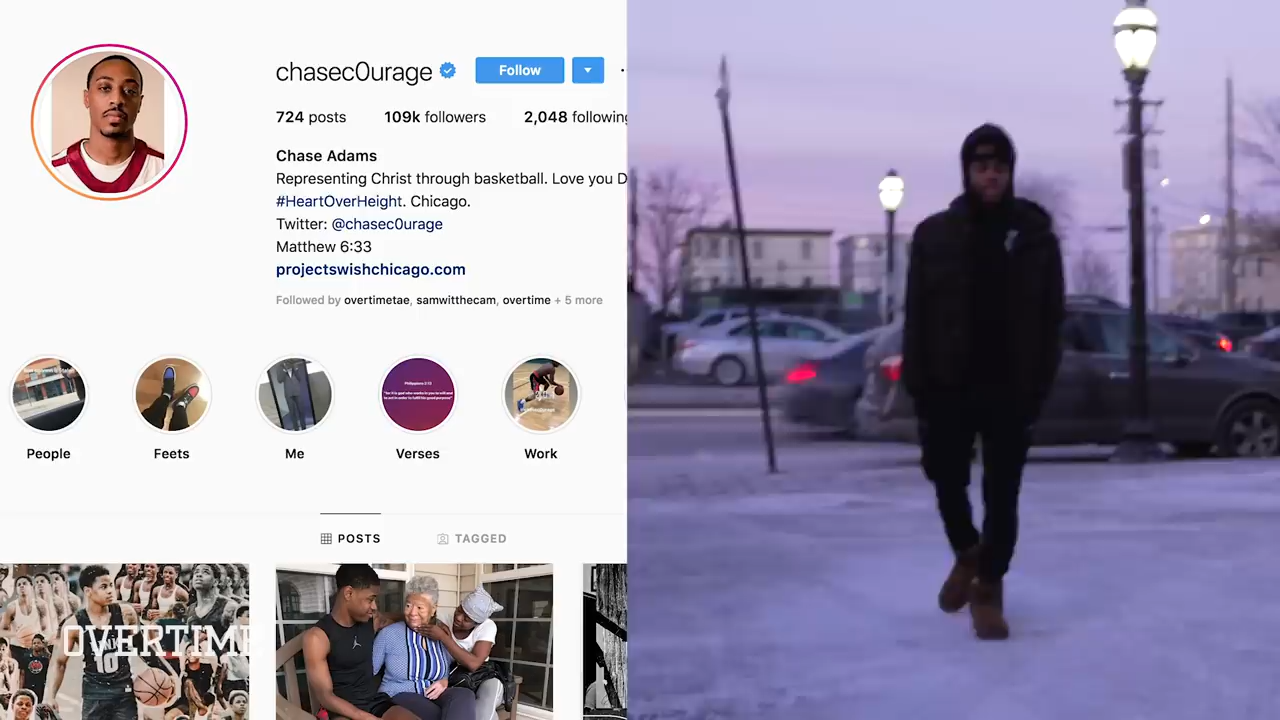 chasec0urage
Follow
724 posts 109k followers 2,048 following
Chase Adams
Representing Christ through basketball. Love you D
#HeartOverHeight. Chicago.
Twitter: @chasec0urage
Matthew 6:33
projectswishchicago.com
Followed by overtimetae, samwitthecam, overtime + 5 more
People
Feets
Me
Verses
Work
POSTS
TAGGED
OVERTIME
10